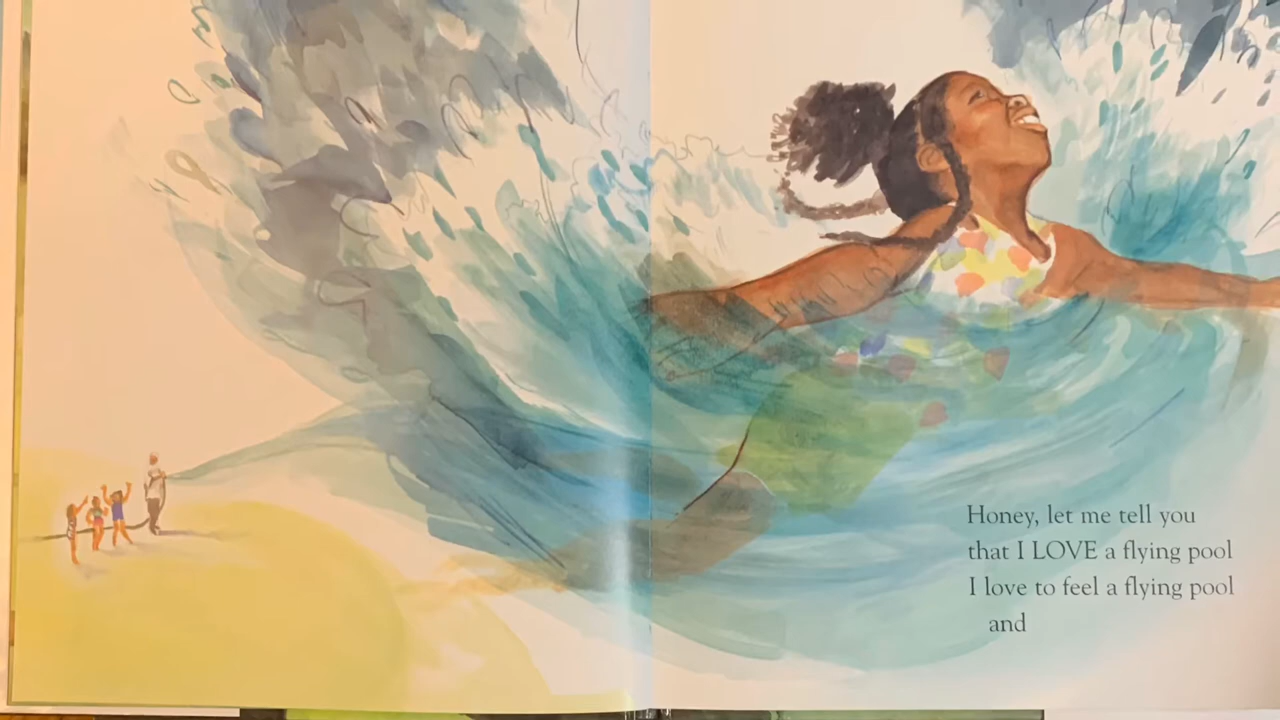 Honey, let me tell you
that I LOVE a flying pool
I love to feel a flying pool
and